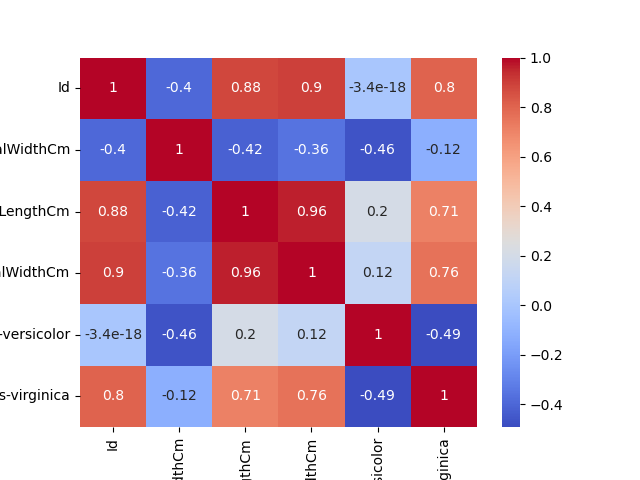 Id 1 -0.4 0.88 0.9 -3.4e-18 0.8
alWidthCm -0.4 1 -0.42 -0.36 -0.46 -0.12
LengthCm 0.88 -0.42 1 0.96 0.2 0.71
alWidthCm 0.9 -0.36 0.96 1 0.12 0.76
-versicolor -3.4e-18 -0.46 0.2 0.12 1 -0.49
s-virginica 0.8 -0.12 0.71 0.76 -0.49 1
Id
dthCm
gthCm
dthCm
sicolor
ginica
1.0
0.8
0.6
0.4
0.2
0.0
−0.2
−0.4